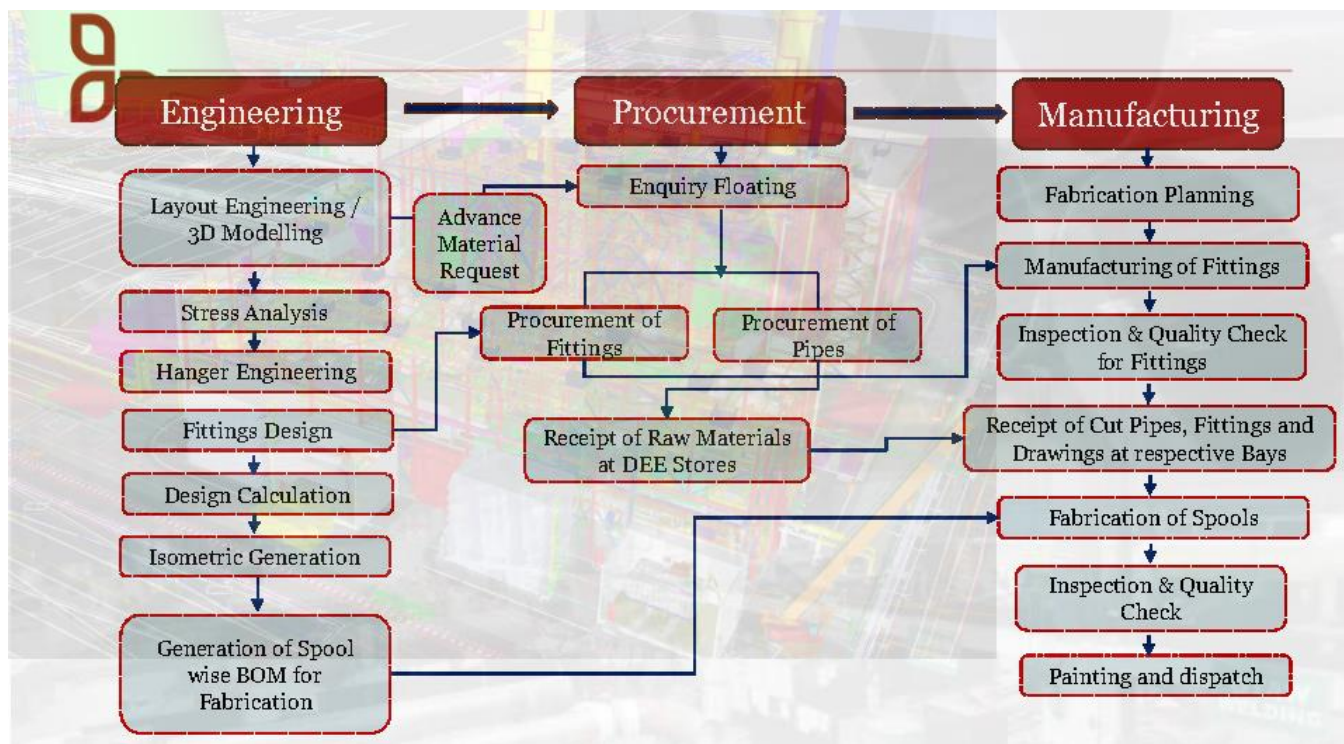 Engineering
Procurement
Manufacturing
Layout Engineering /
3D Modelling
Stress Analysis
Hanger Engineering
Fittings Design
Design Calculation
Isometric Generation
Generation of Spool
wise BOM for
Fabrication
Advance
Material
Request
Enquiry Floating
Procurement of
Fittings
Procurement of
Pipes
Receipt of Raw Materials
at DEE Stores
Fabrication Planning
Manufacturing of Fittings
Inspection & Quality Check
for Fittings
Receipt of Cut Pipes, Fittings and
Drawings at respective Bays
Fabrication of Spools
Inspection & Quality
Check
Painting and dispatch